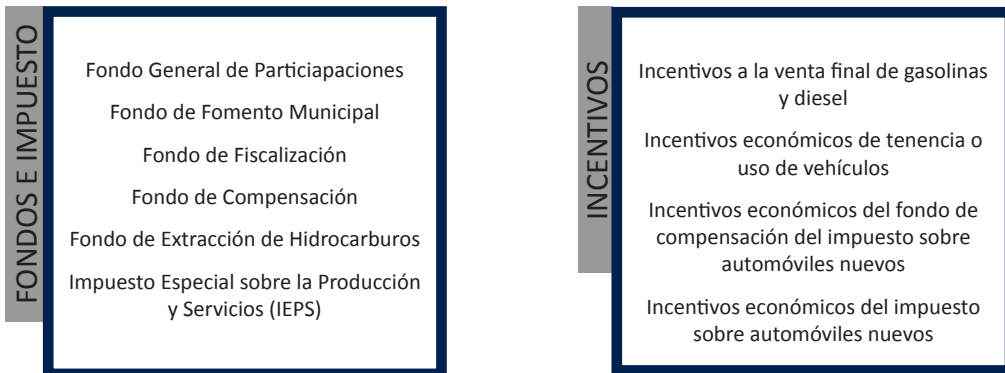 FONDOS E IMPUESTO
Fondo General de Particiapaciones
Fondo de Fomento Municipal
Fondo de Fiscalización
Fondo de Compensación
Fondo de Extracción de Hidrocarburos
Impuesto Especial sobre la Producción
y Servicios (IEPS)
INCENTIVOS
Incentivos a la venta final de gasolinas
y diesel
Incentivos económicos de tenencia o
uso de vehículos
Incentivos económicos del fondo de
compensación del impuesto sobre
automóviles nuevos
Incentivos económicos del impuesto
sobre automóviles nuevos